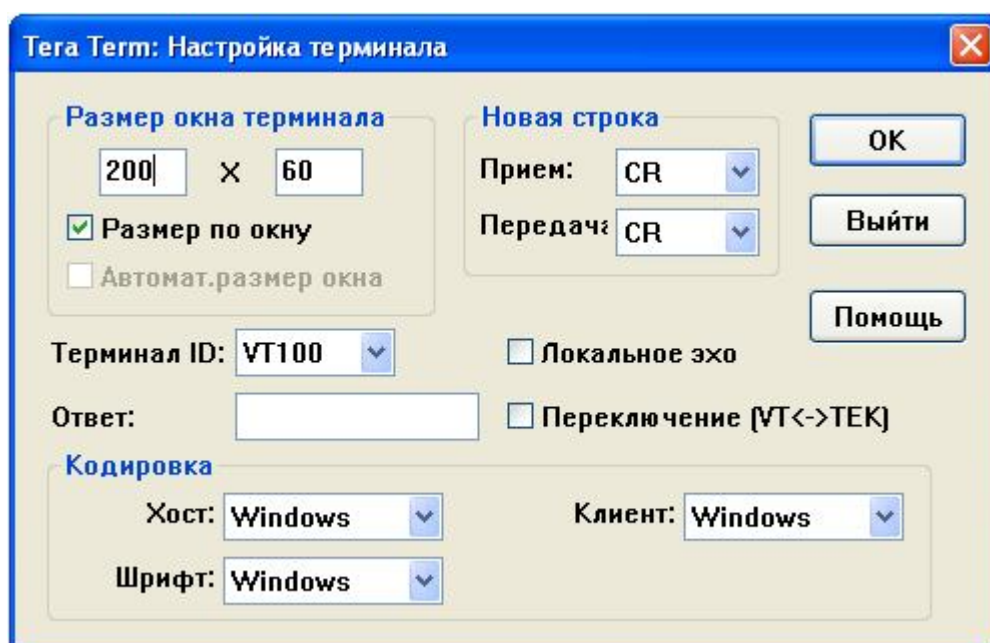 Tera Term: Настройка терминала
Размер окна терминала
200 X 60
Размер по окну
Автомат.размер окна
Новая строка
Прием: CR
Передача CR
OK
Выйти
Помощь
Терминал ID: VT100
Локальное эхо
Ответ:
Переключение (VT<->TEK)
Кодировка
Хост: Windows
Клиент: Windows
Шрифт: Windows